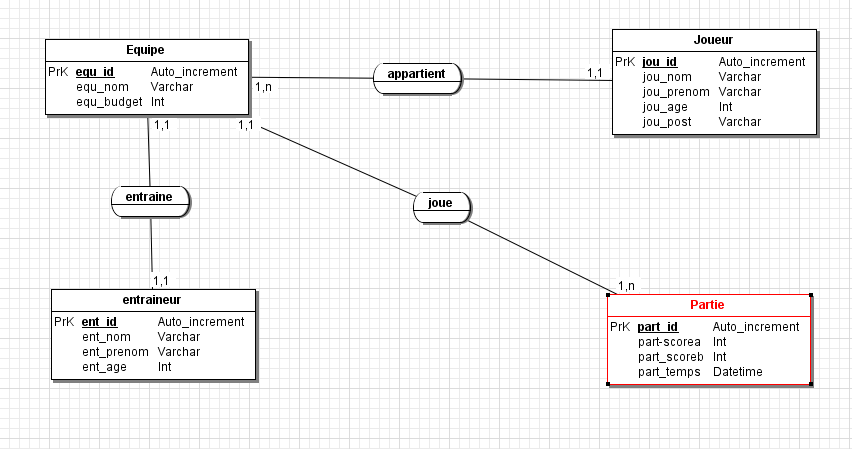 Equipe
PrK equ_id Auto_increment
equ_nom Varchar
equ_budget Int
1,n
appartient
1,1
Joueur
PrK jou_id Auto_increment
jou_nom Varchar
jou_prenom Varchar
jou_age Int
jou_post Varchar
1,1
1,1
entraine
joue
1,1
1,n
entraineur
PrK ent_id Auto_increment
ent_nom Varchar
ent_prenom Varchar
ent_age Int
Partie
PrK part_id Auto_increment
part-scorea Int
part_scoreb Int
part_temps Datetime